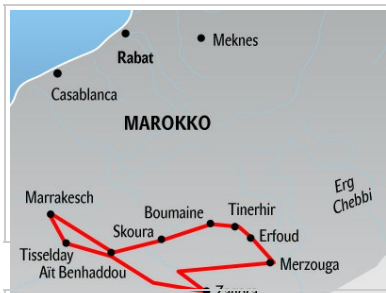 Rabat
Meknes
Casablanca
MAROKKO
Erg
Chebbi
Marrakesch
Boumaine
Tinerhir
Skoura
Erfoud
Tisselday
Aït Benhaddou
Merzouga